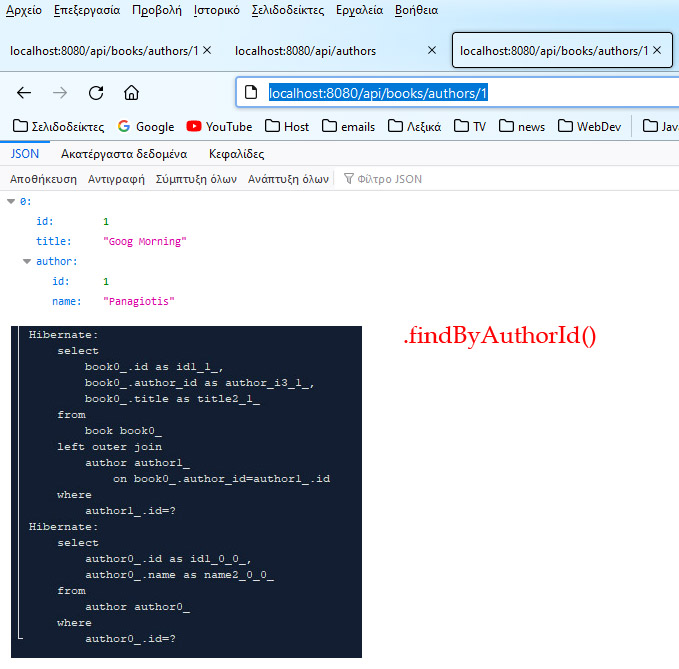 Αρχείο Επεξεργασία Προβολή Ιστορικό Σελιδοδείκτες Εργαλεία Βοήθεια
localhost:8080/api/books/authors/1 localhost:8080/api/authors localhost:8080/api/books/authors/1
localhost:8080/api/books/authors/1
Σελιδοδείκτες Google YouTube Host emails Λεξικά TV news WebDev Jav
JSON Ακατέργαστα δεδομένα Κεφαλίδες
Αποθήκευση Αντιγραφή Σύμπτυξη όλων Ανάπτυξη όλων Φίλτρο JSON
0:
id: 1
title: "Goog Morning"
author:
id: 1
name: "Panagiotis"
.findByAuthorId()
Hibernate:
select
book0_.id as id1_1_,
book0_.author_id as author_i3_1_,
book0_.title as title2_1_
from
book book0_
left outer join
author author1_
on book0_.author_id=author1_.id
where
author1_.id=?
Hibernate:
select
author0_.id as id1_0_0_,
author0_.name as name2_0_0_
from
author author0_
where
author0_.id=?